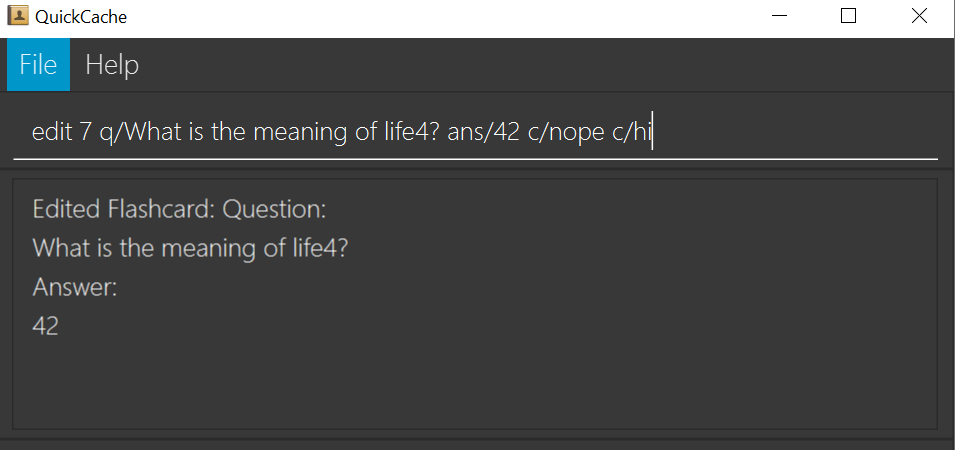 QuickCache
File Help
edit 7 q/What is the meaning of life4? ans/42 c/nope c/hi
Edited Flashcard: Question:
What is the meaning of life4?
Answer:
42